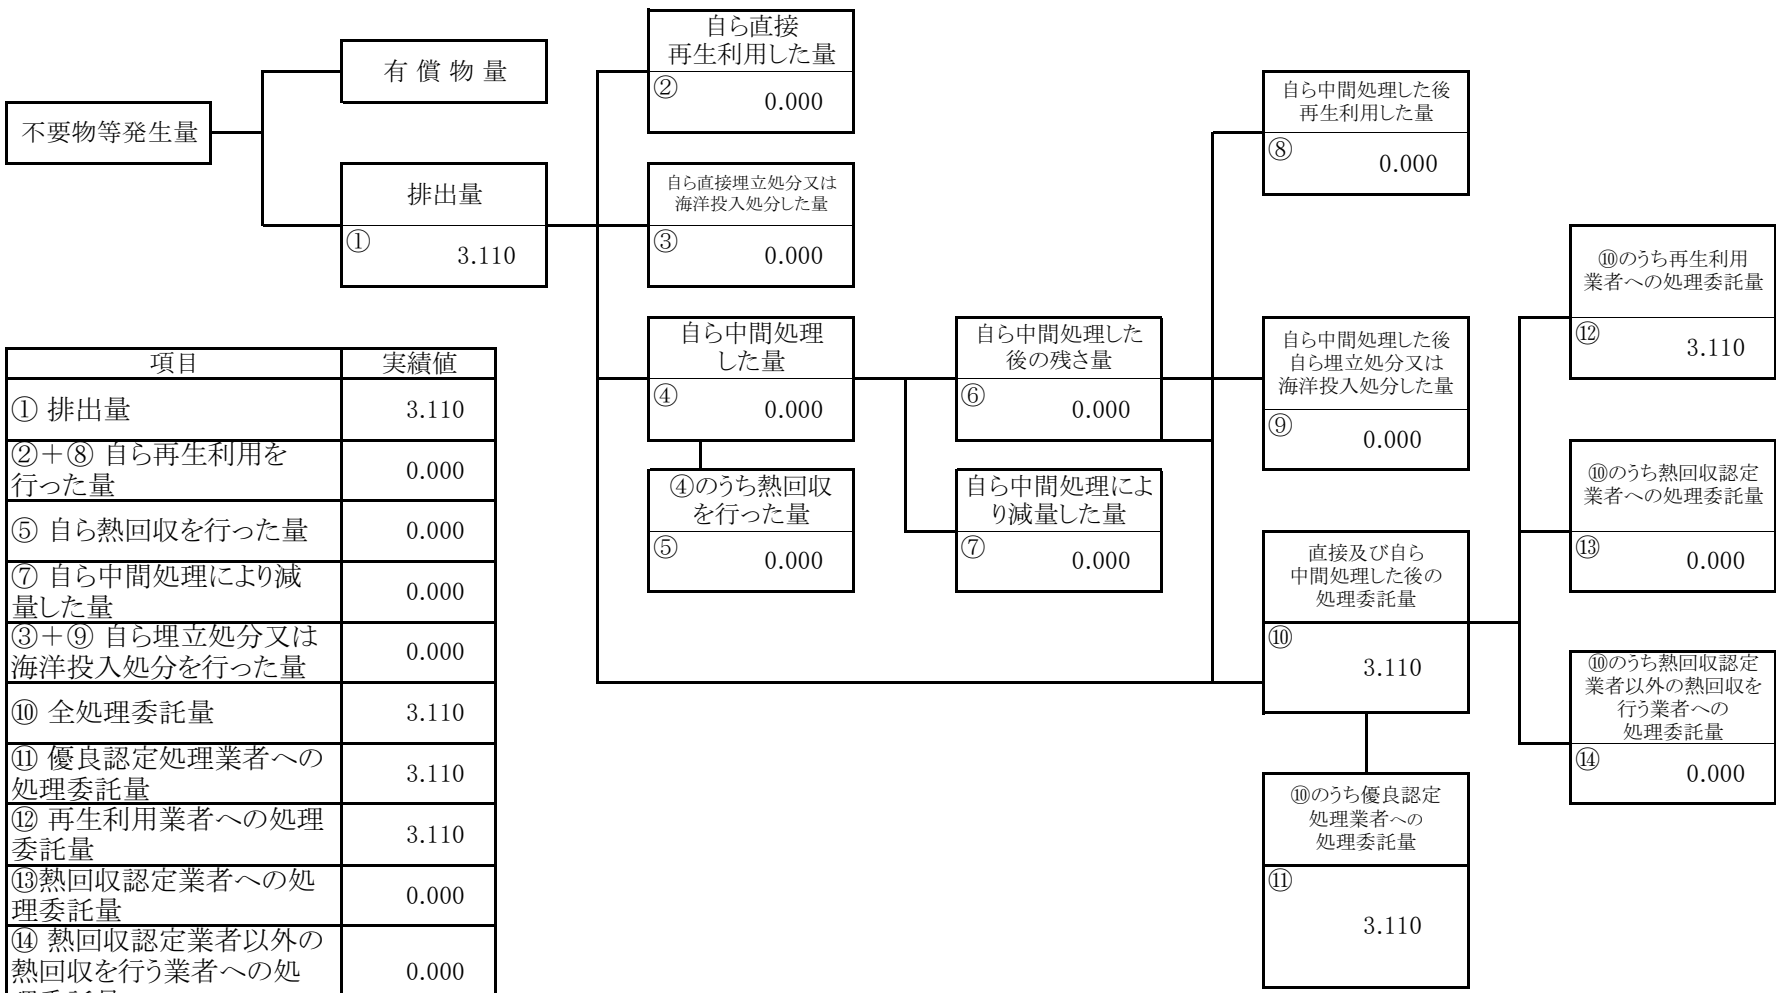 不要物等発生量
有 償 物 量
排出量
①
3.110
自ら直接
再生利用した量
②
0.000
自ら直接埋立処分又は
海洋投入処分した量
③
0.000
自ら中間処理
した量
④
0.000
④のうち熱回収
を行った量
⑤
0.000
自ら中間処理した
後の残さ量
⑥
0.000
自ら中間処理によ
り減量した量
⑦
0.000
自ら中間処理した後
再生利用した量
⑧
0.000
自ら中間処理した後
自ら埋立処分又は
海洋投入処分した量
⑨
0.000
直接及び自ら
中間処理した後の
処理委託量
⑩
3.110
⑩のうち優良認定
処理業者への
処理委託量
⑪
3.110
⑩のうち再生利用
業者への処理委託量
⑫
3.110
⑩のうち熱回収認定
業者への処理委託量
⑬
0.000
⑩のうち熱回収認定
業者以外の熱回収を
行う業者への
処理委託量
⑭
0.000
項目 実績値
① 排出量 3.110
②＋⑧ 自ら再生利用を
行った量 0.000
⑤ 自ら熱回収を行った量 0.000
⑦ 自ら中間処理により減
量した量 0.000
③＋⑨ 自ら埋立処分又は
海洋投入処分を行った量 0.000
⑩ 全処理委託量 3.110
⑪ 優良認定処理業者への
処理委託量 3.110
⑫ 再生利用業者への処理
委託量 3.110
⑬熱回収認定業者への処
理委託量 0.000
⑭ 熱回収認定業者以外の
熱回収を行う業者への処 0.000